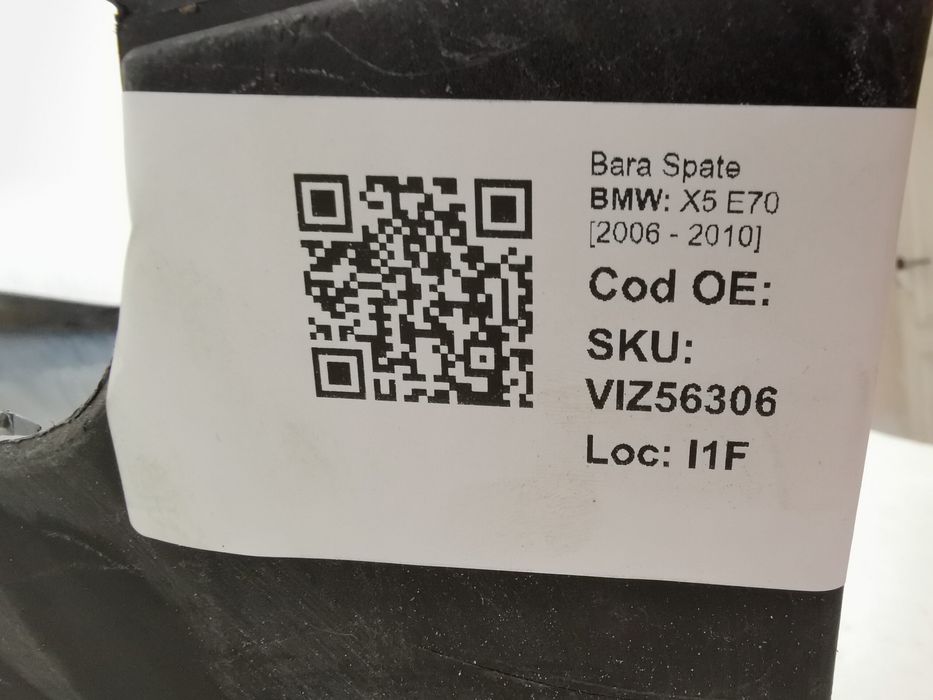 Bara Spate
BMW: X5 E70
[2006 - 2010]
Cod OE:
SKU:
VIZ56306
Loc: I1F